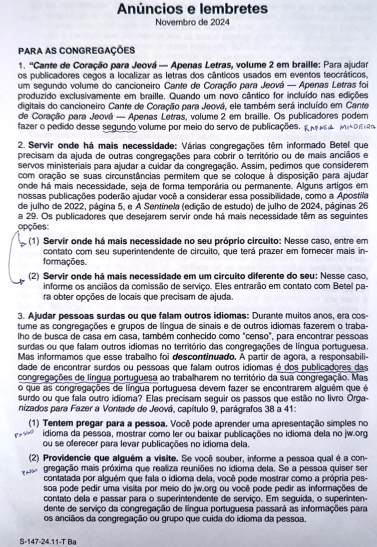 Anúncios e lembretes
Novembro de 2024
PARA AS CONGREGAÇÕES
1. "Cante de Coração para Jeová — Apenas Letras, volume 2 em braille: Para ajudar
os publicadores cegos a localizar as letras dos cânticos usados em eventos teocráticos,
um segundo volume do cancioneiro Cante de Coração para Jeová — Apenas Letras foi
produzido exclusivamente em braille. Quando um novo cântico for incluído nas edições
digitais do cancioneiro Cante de Coração para Jeová, ele também será incluído em Cante
de Coração para Jeová — Apenas Letras, volume 2 em braille. Os publicadores podem
fazer o pedido desse segundo volume por meio do servo de publicações. RAFAELA
2. Servir onde há mais necessidade: Várias congregações têm informado Betel que
precisam da ajuda de outras congregações para cobrir o território ou de mais anciãos e
servos ministeriais para ajudar a cuidar da congregação. Assim, pedimos que considerem
com oração se suas circunstâncias permitem que se coloque à disposição para ajudar
onde há mais necessidade, seja de forma temporária ou permanente. Alguns artigos em
nossas publicações poderão ajudar você a considerar essa possibilidade, como a Apostila
de julho de 2022, página 5, e A Sentinela (edição de estudo) de julho de 2024, páginas 26
a 29. Os publicadores que desejarem servir onde há mais necessidade têm as seguintes
opções:
(1) Servir onde há mais necessidade no seu próprio circuito: Nesse caso, entre em
contato com seu superintendente de circuito, que terá prazer em fornecer mais in-
formações.
(2) Servir onde há mais necessidade em um circuito diferente do seu: Nesse caso,
informe os anciãos da comissão de serviço. Eles entrarão em contato com Betel pa-
ra obter opções de locais que precisam de ajuda.
3. Ajudar pessoas surdas ou que falam outros idiomas: Durante muitos anos, era cos-
tume as congregações e grupos de língua de sinais e de outros idiomas fazerem o traba-
lho de busca de casa em casa, também conhecido como "censo", para encontrar pessoas
surdas ou que falam outros idiomas no território das congregações de língua portuguesa.
Mas informamos que esse trabalho foi descontinuado. A partir de agora, a responsabili-
dade de encontrar surdos ou pessoas que falam outros idiomas é dos publicadores das
congregações de língua portuguesa ao trabalharem no território da sua congregação. Mas
o que as congregações de língua portuguesa devem fazer se encontrarem alguém que é
surdo ou que fala outro idioma? Elas precisam seguir os passos que estão no livro Orga-
nizados para Fazer a Vontade de Jeová, capítulo 9, parágrafos 38 a 41:
(1) Tentem pregar para a pessoa. Você pode aprender uma apresentação simples no
PASSO idioma da pessoa, mostrar como ler ou baixar publicações no idioma dela no jw.org
ou se oferecer para levar publicações no idioma dela.
(2) Providencie que alguém a visite. Se você souber, informe a pessoa qual é a con-
PASSO gregação mais próxima que realiza reuniões no idioma dela. Se a pessoa quiser ser
contatada por alguém que fala o idioma dela, você pode mostrar como a própria pes-
soa pode pedir uma visita por meio do jw.org ou você pode pedir as informações de
contato dela e passar para o superintendente de serviço. Em seguida, o superinten-
dente de serviço da congregação de língua portuguesa passará as informações para
os anciãos da congregação ou grupo que cuida do idioma da pessoa.
S-147-24.11-T Ba